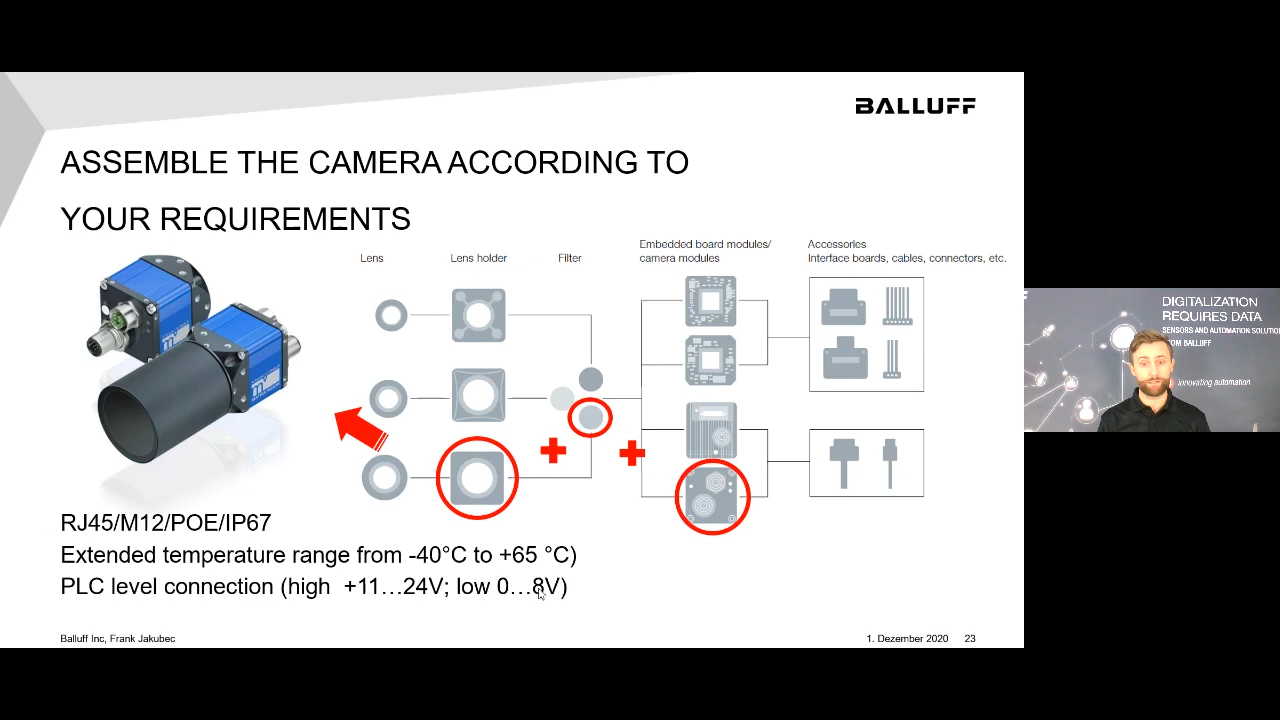 BALLUFF
ASSEMBLE THE CAMERA ACCORDING TO
YOUR REQUIREMENTS
Lens
Lens holder
Filter
Embedded board modules/
camera modules
Accessories
Interface boards, cables, connectors, etc.
RJ45/M12/POE/IP67
Extended temperature range from -40°C to +65 °C)
PLC level connection (high +11…24V; low 0…8V)
Balluff Inc, Frank Jakubec
1. Dezember 2020
23
DIGITALIZATION
REQUIRES DATA
SENSORS AND AUTOMATION SOLUTIO
FROM BALLUFF
innovating automation